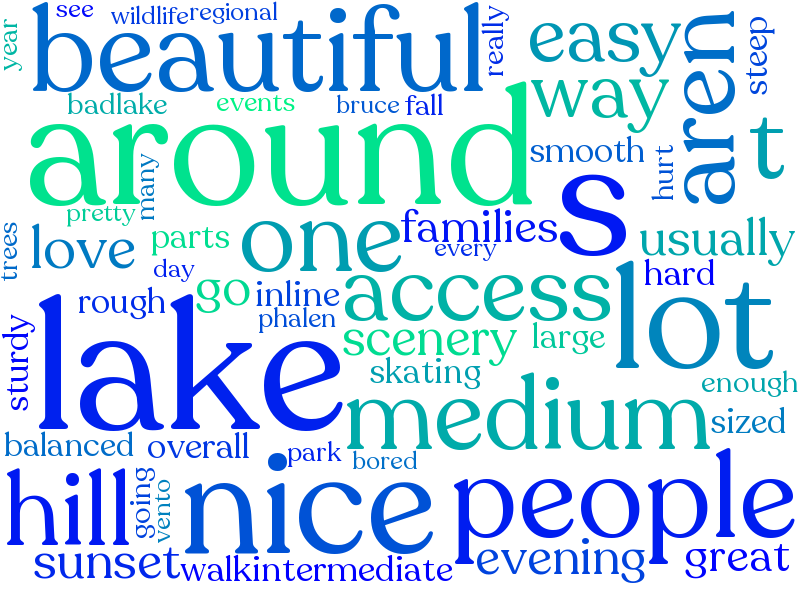 see
wildlife
regional
year
beautiful
really
easy
steep
aren
way
badlake
events
bruce
fall
around
t
smooth
hurt
many
s
pretty
trees
love
parts
one
families
every
usually
day
hard
rough
go
inline
access
lot
phalen
scenery
large
lake
sturdy
skating
enough
medium
sized
balanced
overall
park
bored
hill
going
vento
nice
people
sunset
walk
intermediate
evening
great